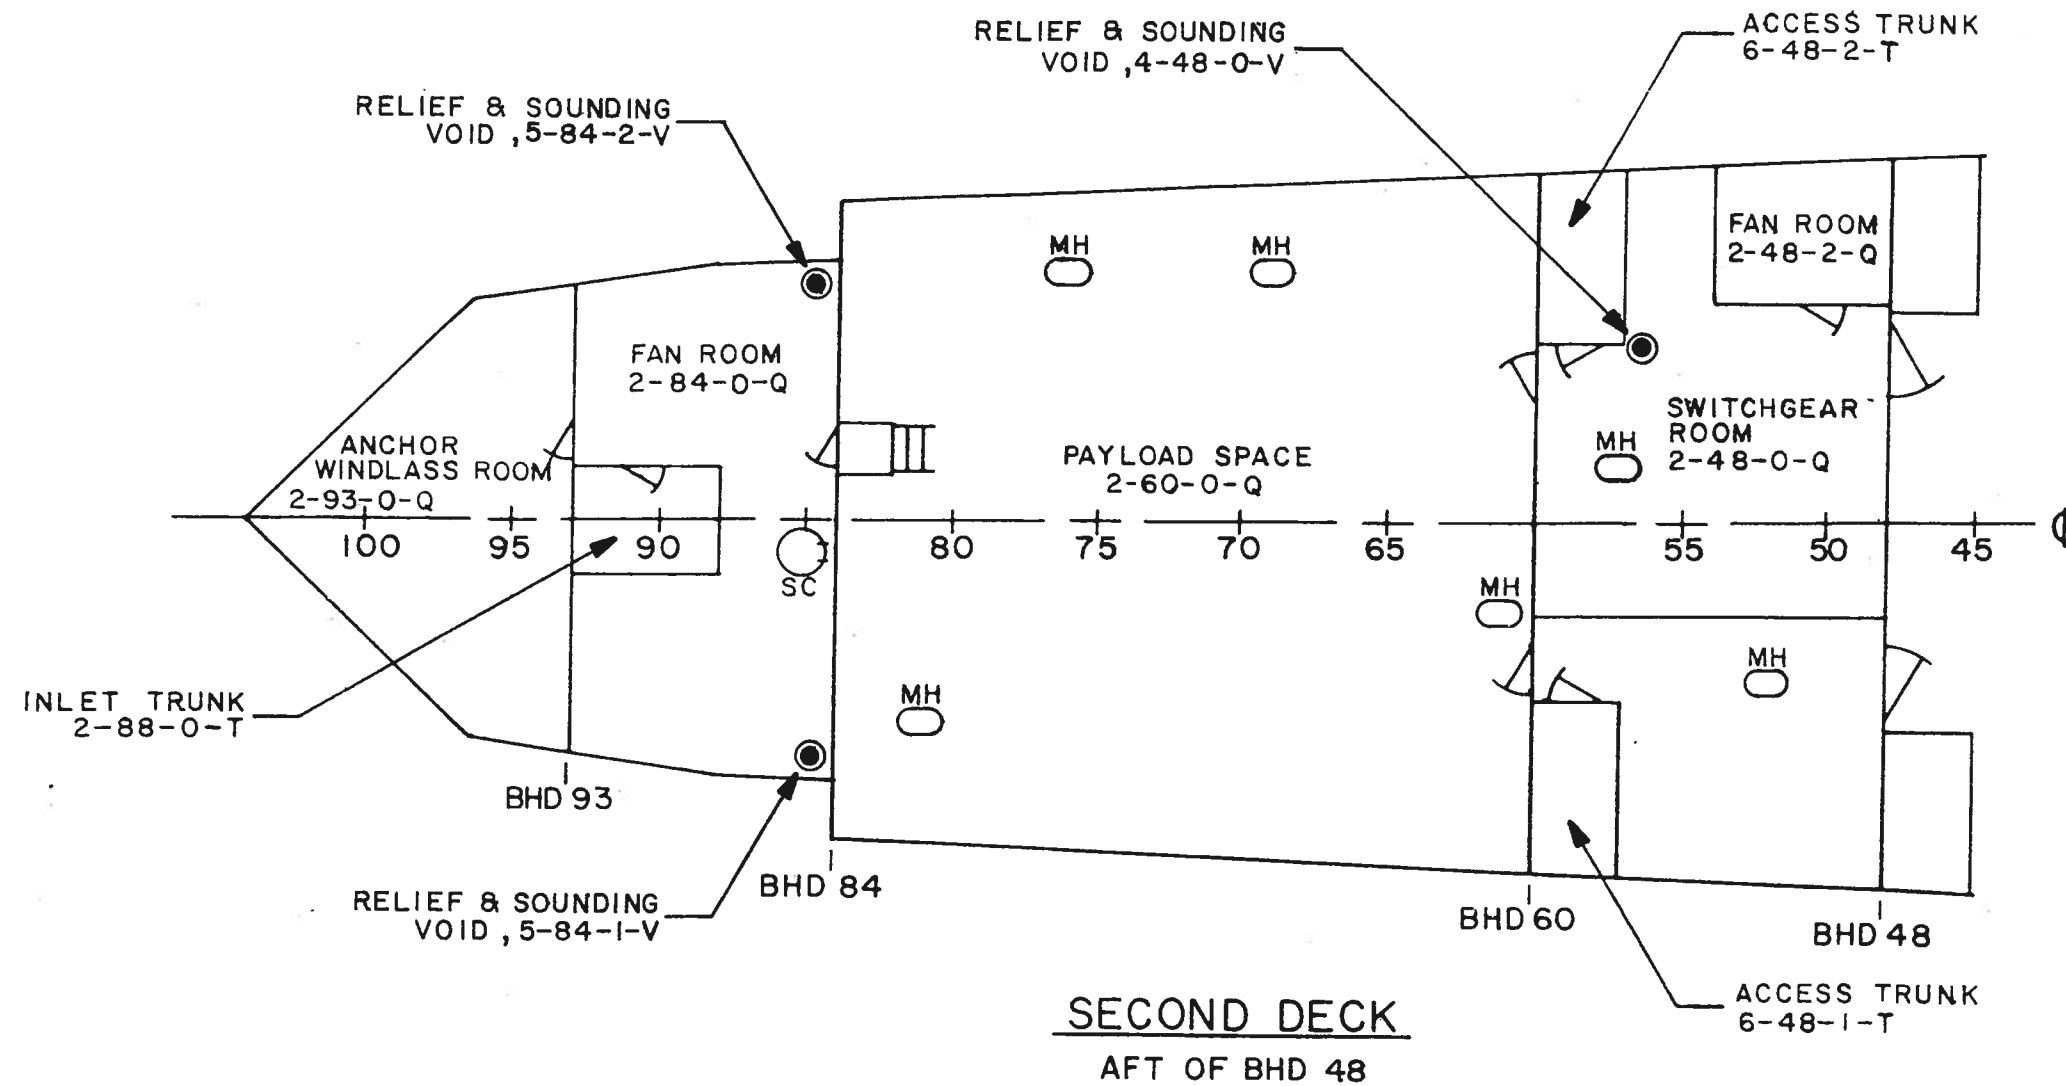 RELIEF & SOUNDING
VOID ,4-48-0-V
ACCESS TRUNK
6-48-2-T
RELIEF & SOUNDING
VOID ,5-84-2-V
FAN ROOM
2-48-2-Q
MH
MH
FAN ROOM
2-84-0-Q
SWITCHGEAR
ROOM
2-48-0-Q
MH
ANCHOR
WINDLASS ROOM
2-93-0-Q
PAYLOAD SPACE
2-60-0-Q
100
95
90
80
75
70
65
55
50
45
SC
MH
MH
MH
INLET TRUNK
2-88-0-T
BHD 93
BHD 84
BHD 60
BHD 48
RELIEF & SOUNDING
VOID ,5-84-1-V
ACCESS TRUNK
6-48-1-T
SECOND DECK
AFT OF BHD 48